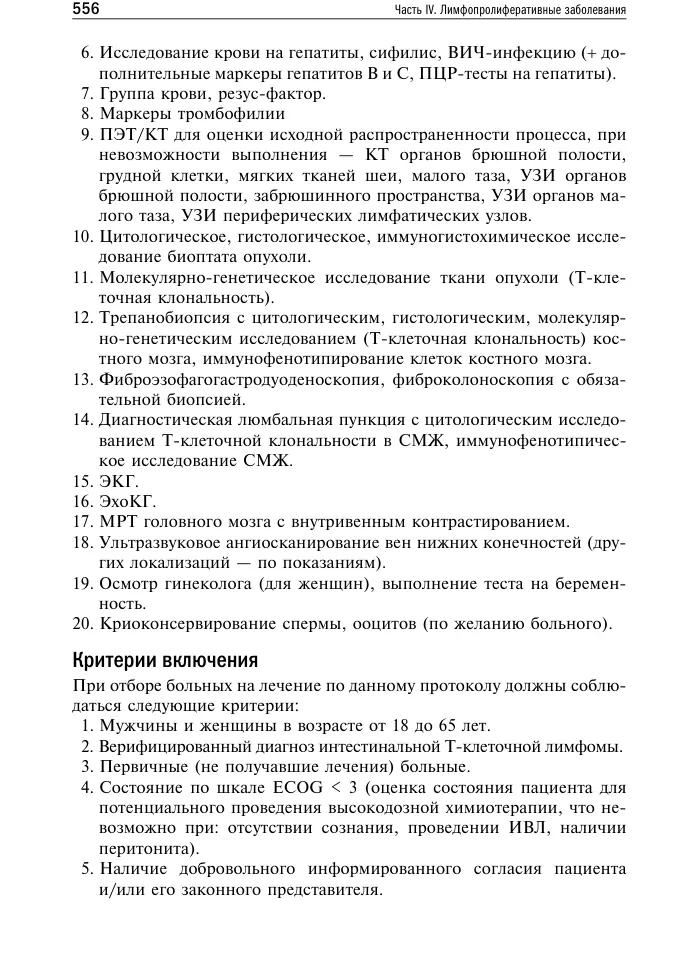 556
Часть IV. Лимфопролиферативные заболевания
6. Исследование крови на гепатиты, сифилис, ВИЧ-инфекцию (+ до-
полнительные маркеры гепатитов В и С, ПЦР-тесты на гепатиты).
7. Группа крови, резус-фактор.
8. Маркеры тромбофилии
9. ПЭТ/КТ для оценки исходной распространенности процесса, при
невозможности выполнения — КТ органов брюшной полости,
грудной клетки, мягких тканей шеи, малого таза, УЗИ органов
брюшной полости, забрюшинного пространства, УЗИ органов ма-
лого таза, УЗИ периферических лимфатических узлов.
10. Цитологическое, гистологическое, иммуногистохимическое иссле-
дование биоптата опухоли.
11. Молекулярно-генетическое исследование ткани опухоли (Т-кле-
точная клональность).
12. Трепанобиопсия с цитологическим, гистологическим, молекуляр-
но-генетическим исследованием (Т-клеточная клональность) кос-
тного мозга, иммунофенотипирование клеток костного мозга.
13. Фиброэзофагогастродуоденоскопия, фиброколоноскопия с обяза-
тельной биопсией.
14. Диагностическая люмбальная пункция с цитологическим исследо-
ванием Т-клеточной клональности в СМЖ, иммунофенотипичес-
кое исследование СМЖ.
15. ЭКГ.
16. ЭхоКГ.
17. МРТ головного мозга с внутривенным контрастированием.
18. Ультразвуковое ангиосканирование вен нижних конечностей (дру-
гих локализаций — по показаниям).
19. Осмотр гинеколога (для женщин), выполнение теста на беремен-
ность.
20. Криоконсервирование спермы, ооцитов (по желанию больного).
Критерии включения
При отборе больных на лечение по данному протоколу должны соблю-
даться следующие критерии:
1. Мужчины и женщины в возрасте от 18 до 65 лет.
2. Верифицированный диагноз интестинальной Т-клеточной лимфомы.
3. Первичные (не получавшие лечения) больные.
4. Состояние по шкале ECOG < 3 (оценка состояния пациента для
потенциального проведения высокодозной химиотерапии, что не-
возможно при: отсутствии сознания, проведении ИВЛ, наличии
перитонита).
5. Наличие добровольного информированного согласия пациента
и/или его законного представителя.